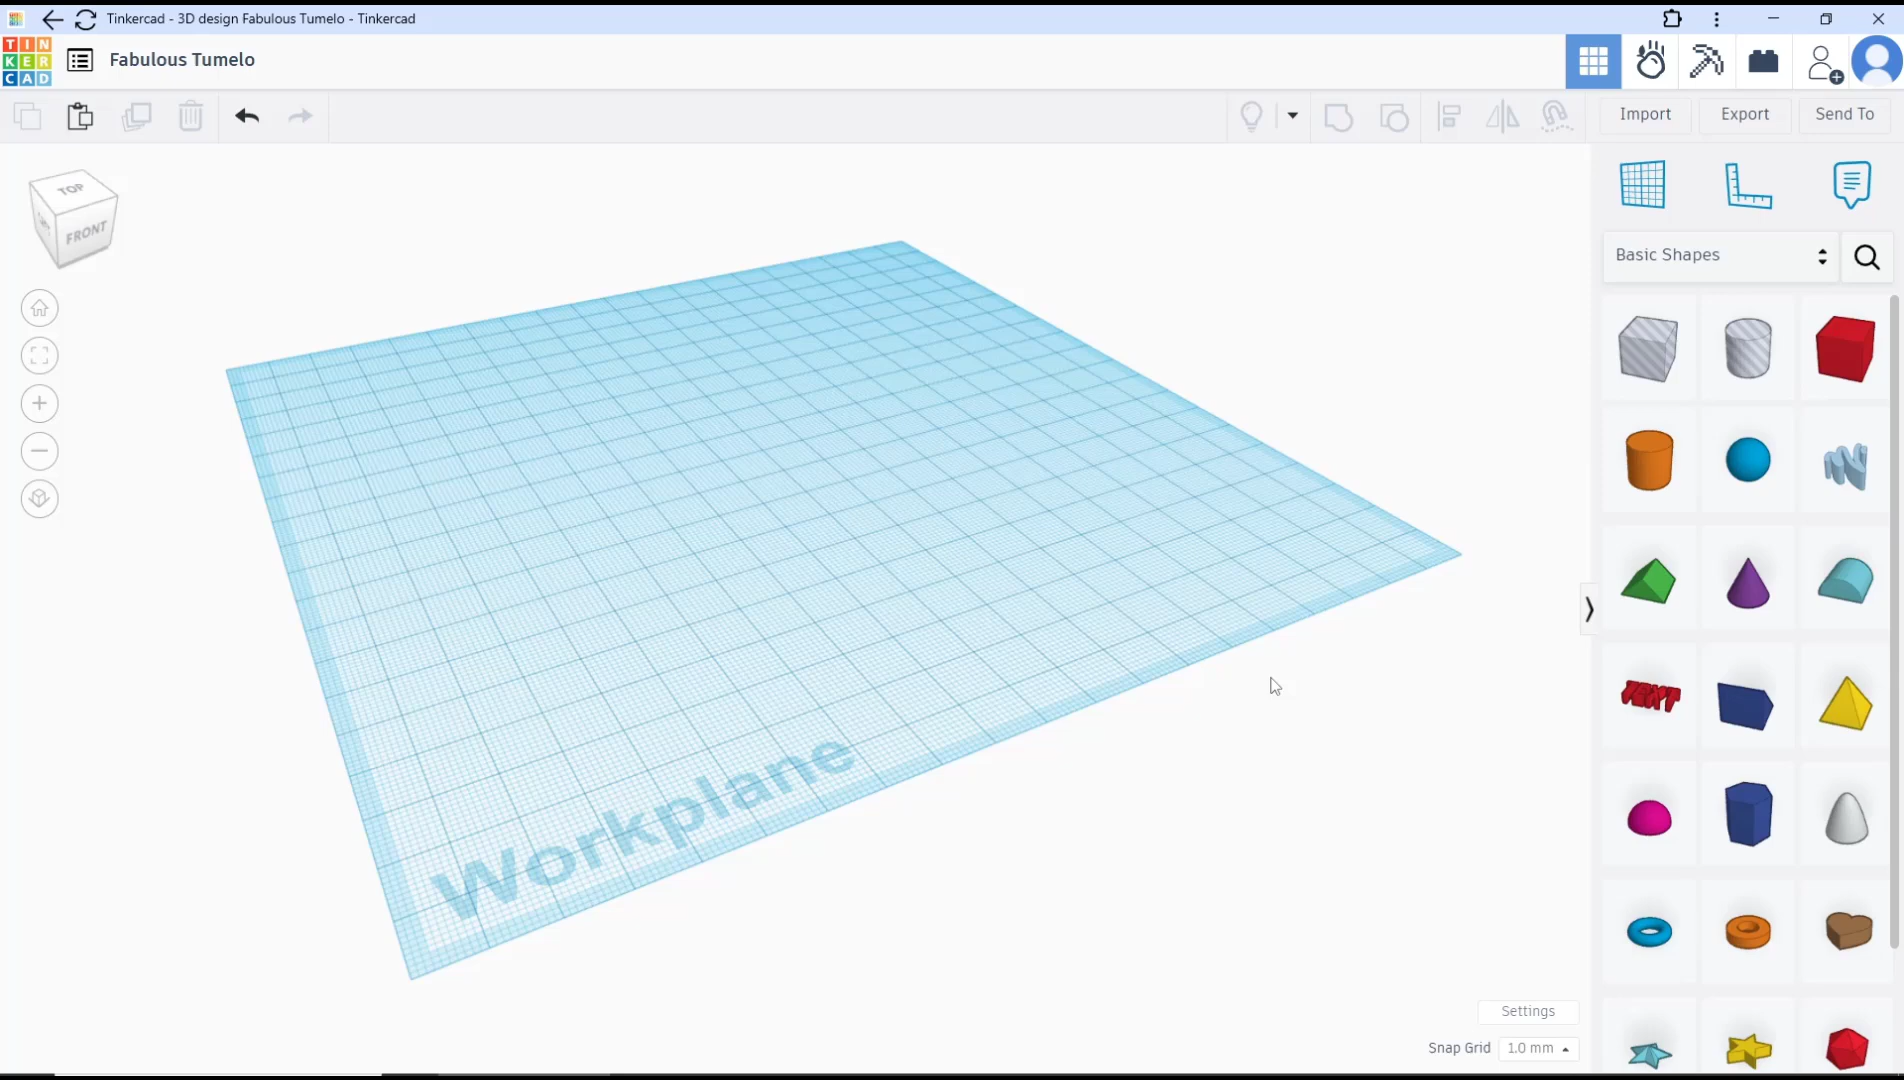 Tinkercad - 3D design Fabulous Tumelo - Tinkercad
TIN
KER
CAD
Fabulous Tumelo
Import
Export
Send To
TOP
FRONT
Basic Shapes
TEXT
Workplane
Settings
Snap Grid 1.0 mm